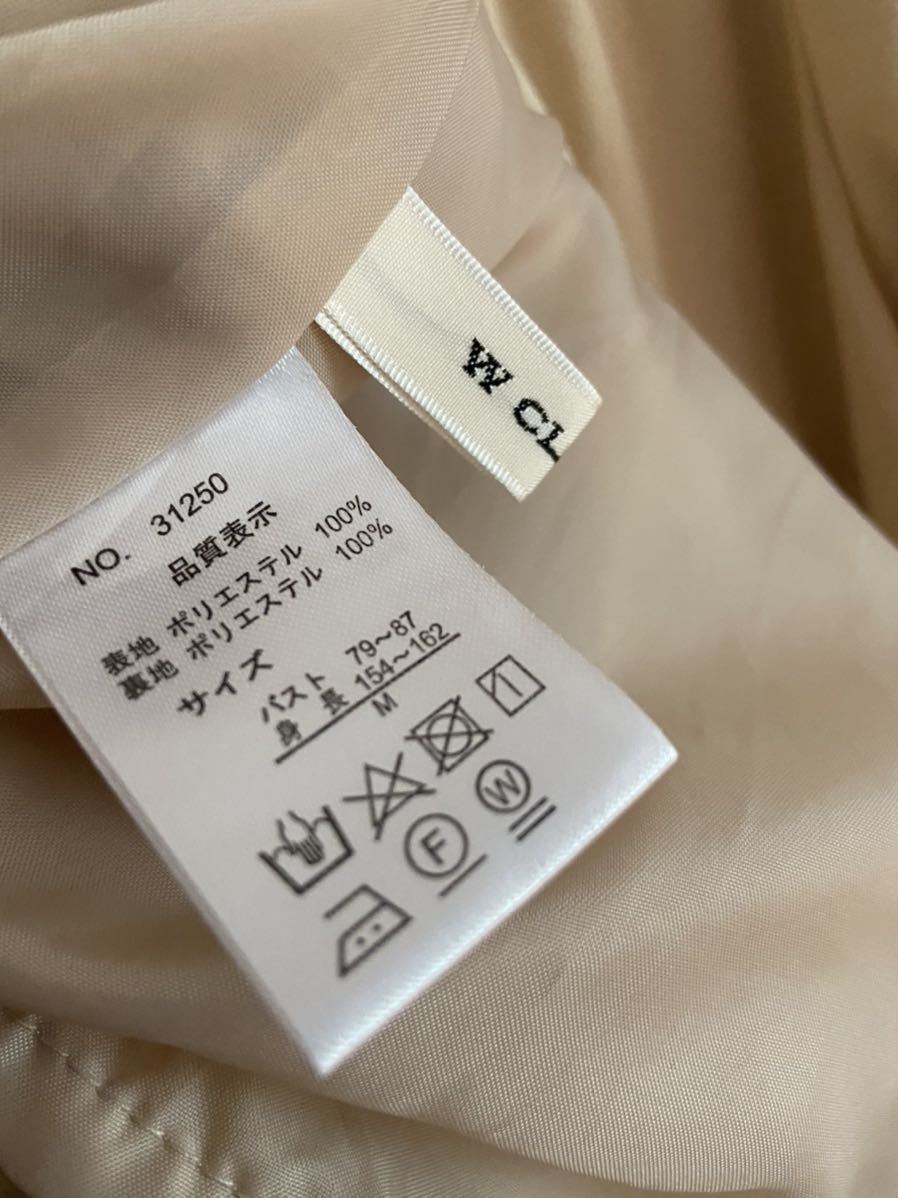 W CL
NO. 31250
品質表示
表地 ポリエステル 100%
裏地 ポリエステル 100%
サイズ
バスト 79～87
身 長 154～162
M
F
W